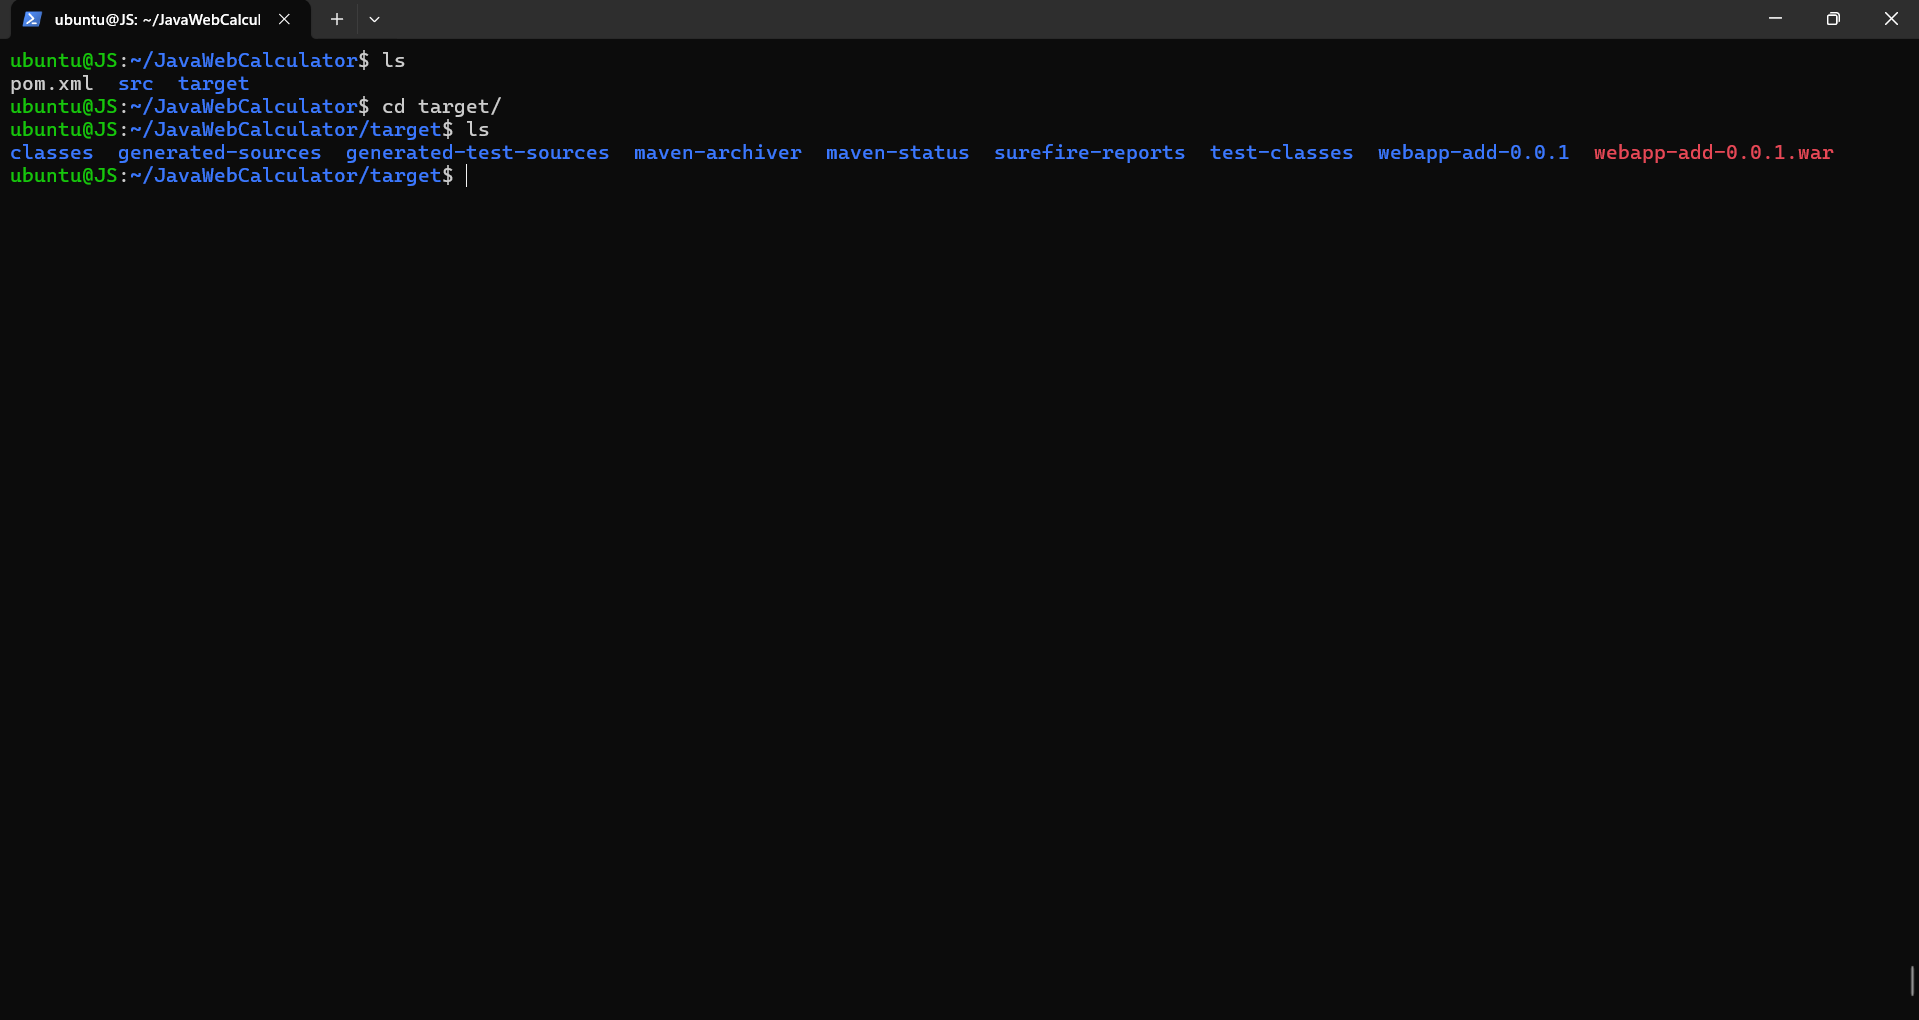 ubuntu@JS: ~/JavaWebCalcul
ubuntu@JS:~/JavaWebCalculator$ ls
pom.xml  src  target
ubuntu@JS:~/JavaWebCalculator$ cd target/
ubuntu@JS:~/JavaWebCalculator/target$ ls
classes  generated-sources  generated-test-sources  maven-archiver  maven-status  surefire-reports  test-classes  webapp-add-0.0.1  webapp-add-0.0.1.war
ubuntu@JS:~/JavaWebCalculator/target$